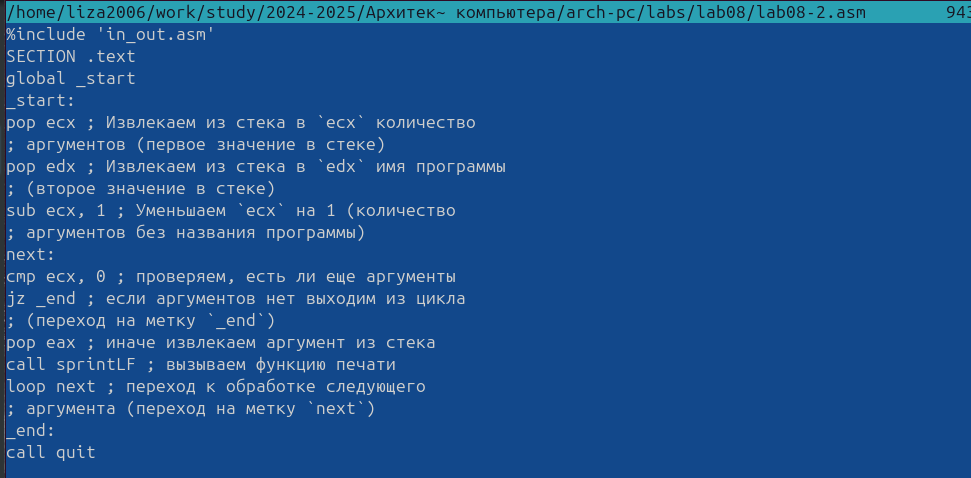 /home/liza2006/work/study/2024-2025/Архитек~ компьютера/arch-pc/labs/lab08/lab08-2.asm 943
%include 'in_out.asm'
SECTION .text
global _start
_start:
pop ecx ; Извлекаем из стека в `ecx` количество
; аргументов (первое значение в стеке)
pop edx ; Извлекаем из стека в `edx` имя программы
; (второе значение в стеке)
sub ecx, 1 ; Уменьшаем `ecx` на 1 (количество
; аргументов без названия программы)
next:
cmp ecx, 0 ; проверяем, есть ли еще аргументы
jz _end ; если аргументов нет выходим из цикла
; (переход на метку `_end`)
pop eax ; иначе извлекаем аргумент из стека
call sprintLF ; вызываем функцию печати
loop next ; переход к обработке следующего
; аргумента (переход на метку `next`)
_end:
call quit